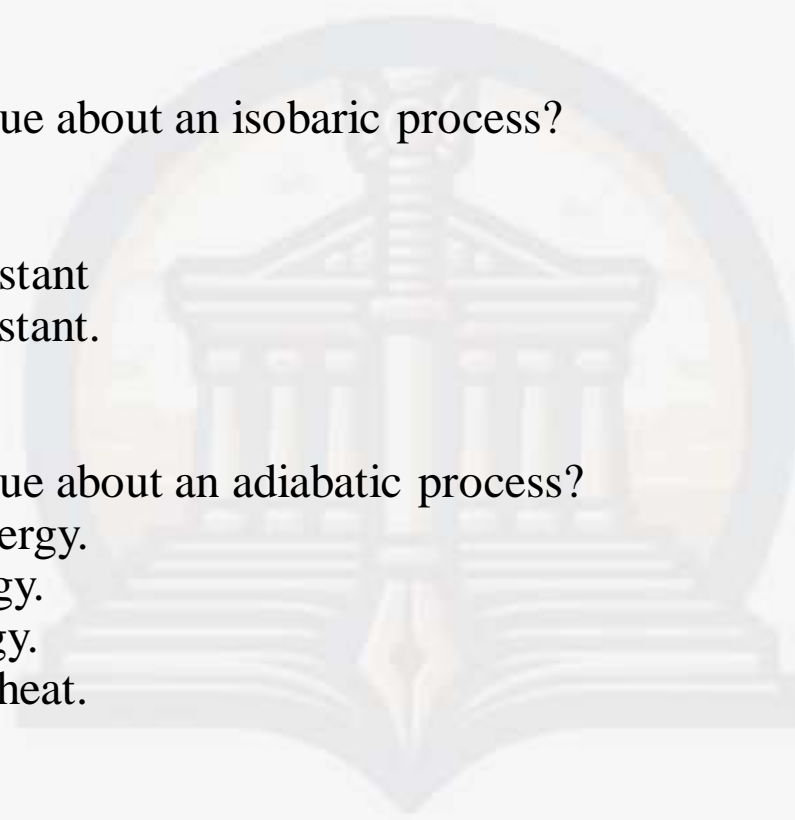 ue about an isobaric process?
stant
stant.
ue about an adiabatic process?
ergy.
gy.
gy.
heat.